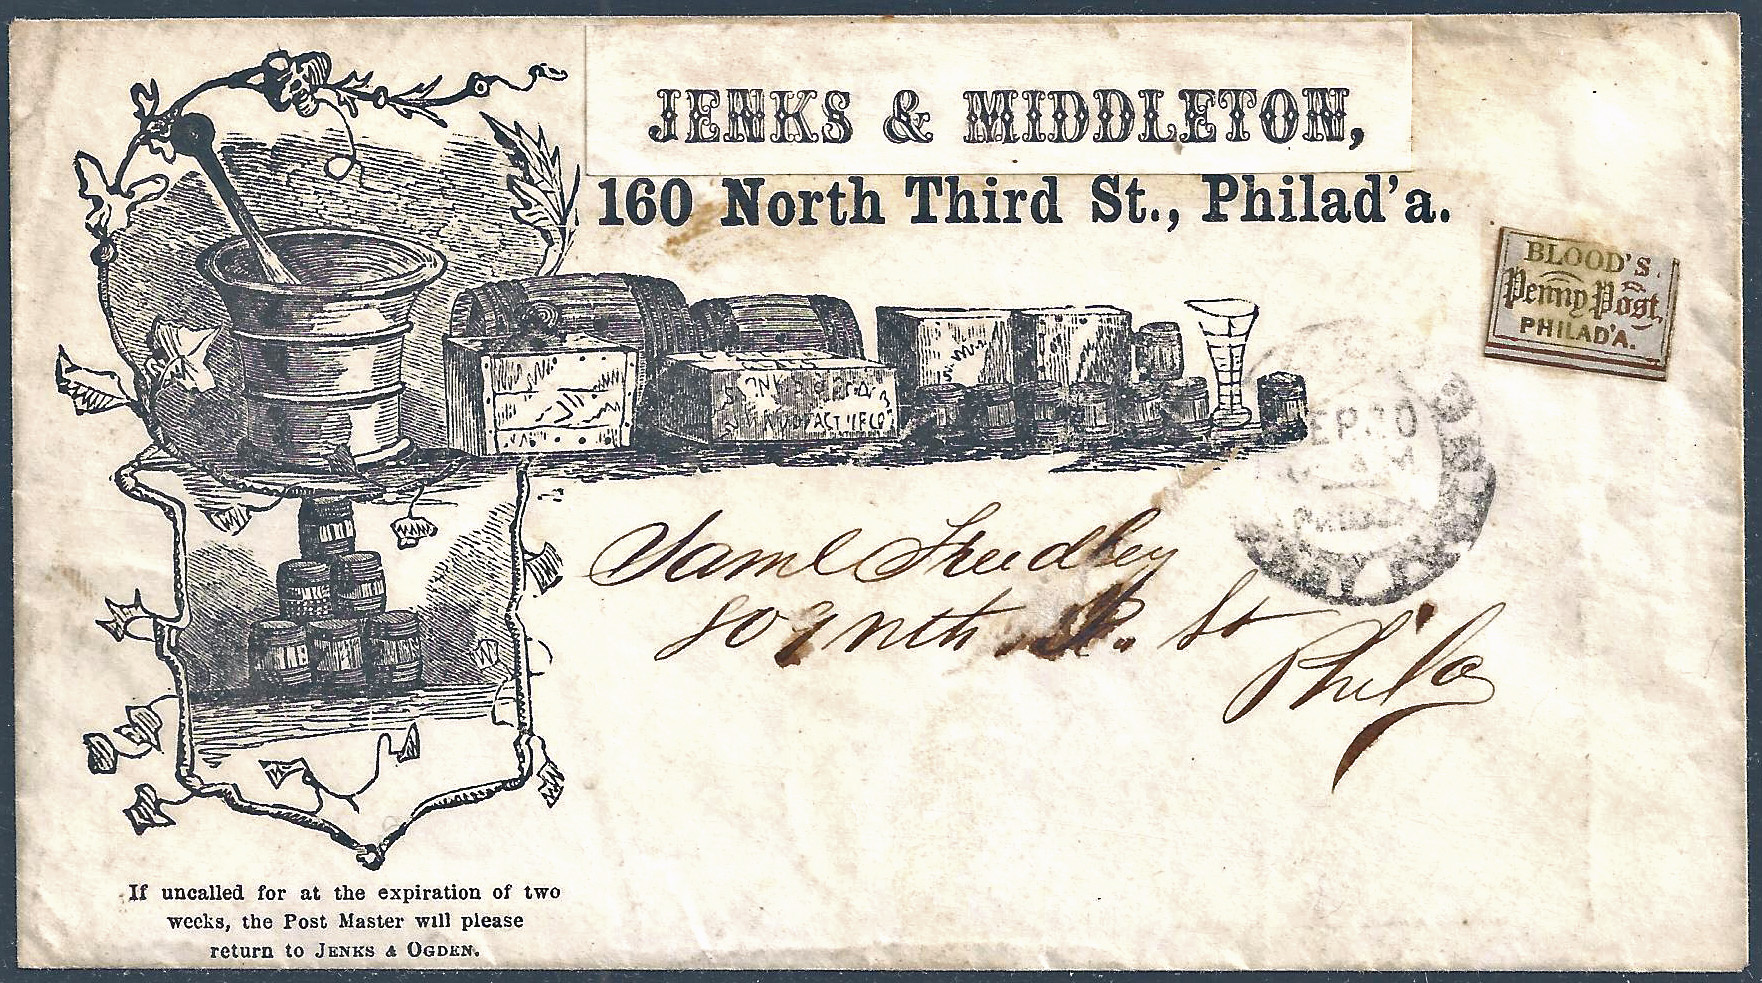 JENKS & MIDDLETON,
160 North Third St., Philad'a.
BLOOD'S
Penny Post,
PHILAD'A.
Saml
St
Phila
If uncalled for at the expiration of two
weeks, the Post Master will please
return to JENKS & OGDEN.